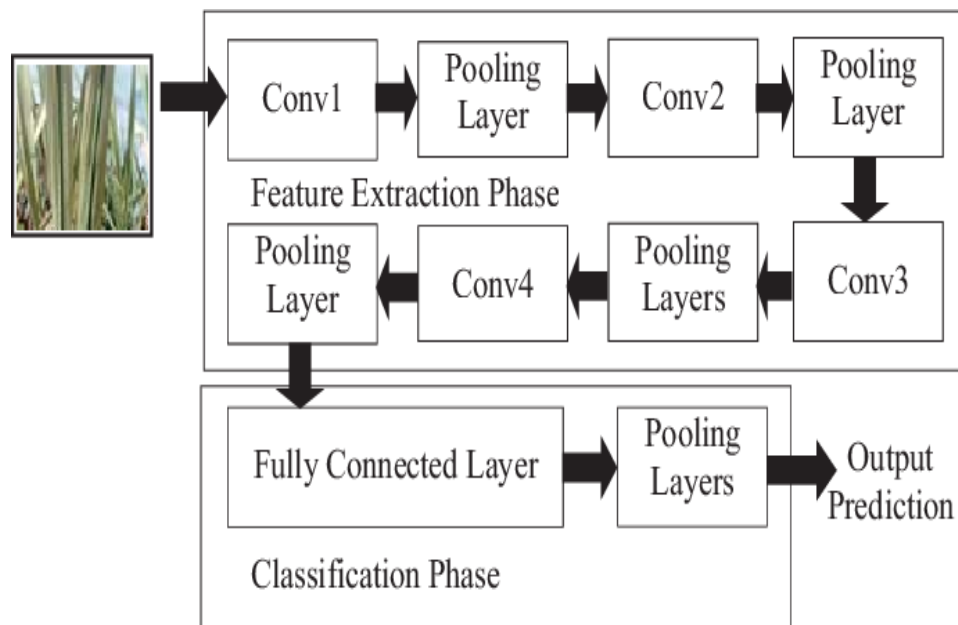 Conv1
Pooling
Layer
Conv2
Pooling
Layer
Feature Extraction Phase
Pooling
Layer
Conv4
Pooling
Layers
Conv3
Fully Connected Layer
Pooling
Layers
Output
Prediction
Classification Phase